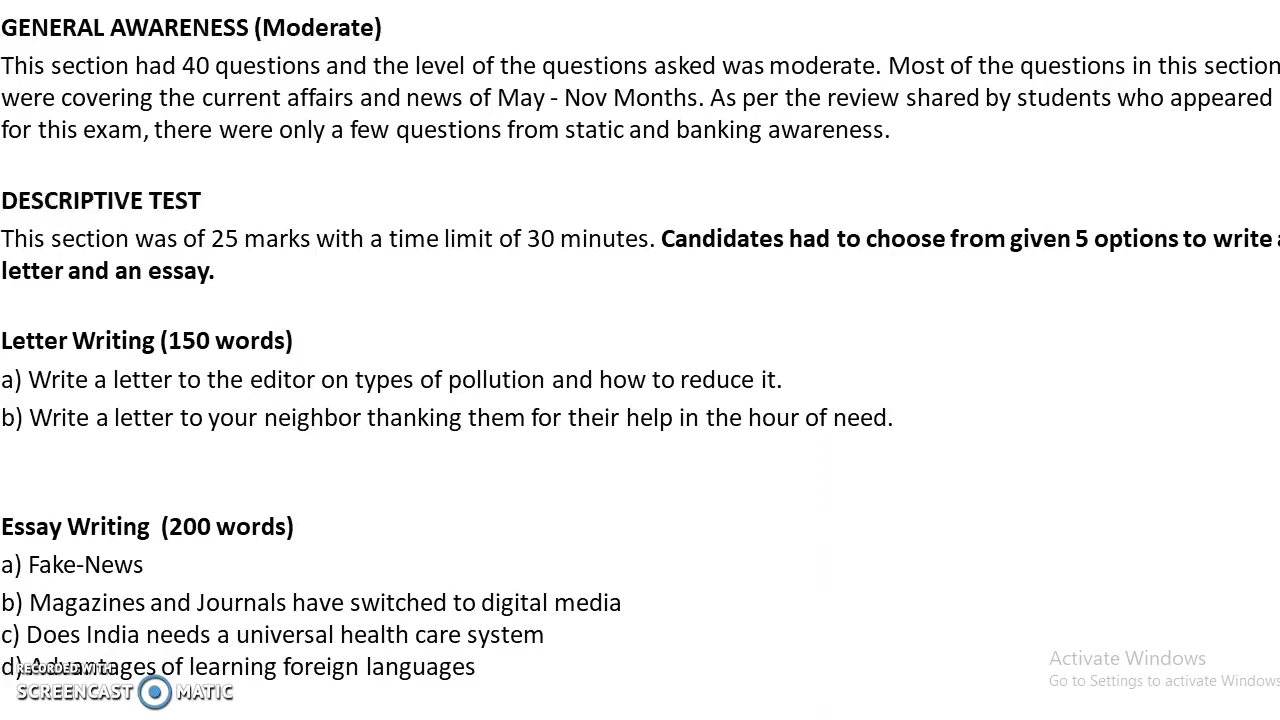 GENERAL AWARENESS (Moderate)
This section had 40 questions and the level of the questions asked was moderate. Most of the questions in this section
were covering the current affairs and news of May - Nov Months. As per the review shared by students who appeared
for this exam, there were only a few questions from static and banking awareness.
DESCRIPTIVE TEST
This section was of 25 marks with a time limit of 30 minutes. Candidates had to choose from given 5 options to write a
letter and an essay.
Letter Writing (150 words)
a) Write a letter to the editor on types of pollution and how to reduce it.
b) Write a letter to your neighbor thanking them for their help in the hour of need.
Essay Writing (200 words)
a) Fake-News
b) Magazines and Journals have switched to digital media
c) Does India needs a universal health care system
d) Advantages of learning foreign languages
RECORDED WITH
SCREENCAST MATIC
Activate Windows
Go to Settings to activate Windows